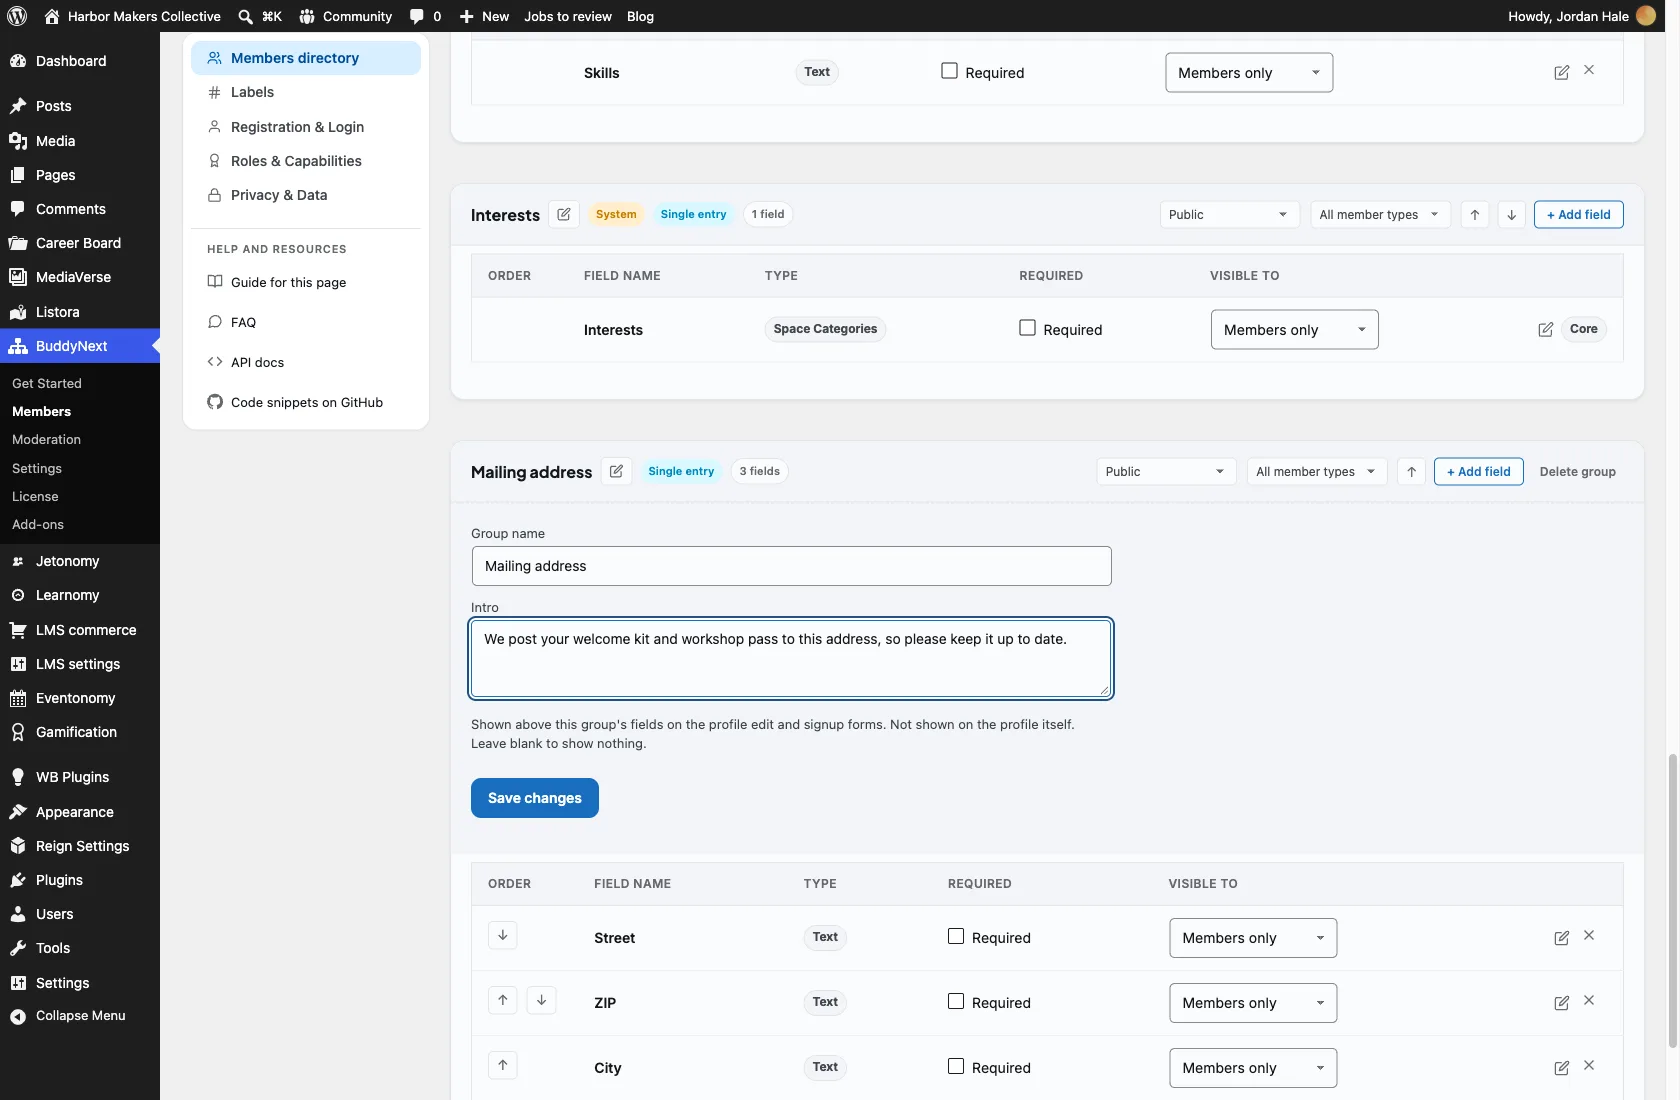 Harbor Makers Collective ⌘K Community 0 New Jobs to review Blog Howdy, Jordan Hale
Dashboard
Posts
Media
Pages
Comments
Career Board
MediaVerse
Listora
BuddyNext
Get Started
Members
Moderation
Settings
License
Add-ons
Jetonomy
Learnomy
LMS commerce
LMS settings
Eventonomy
Gamification
WB Plugins
Appearance
Reign Settings
Plugins
Users
Tools
Settings
Collapse Menu
Members directory
Labels
Registration & Login
Roles & Capabilities
Privacy & Data
HELP AND RESOURCES
Guide for this page
FAQ
API docs
Code snippets on GitHub
Skills Text Required Members only
Interests System Single entry 1 field Public All member types + Add field
ORDER FIELD NAME TYPE REQUIRED VISIBLE TO
Interests Space Categories Required Members only Core
Mailing address Single entry 3 fields Public All member types + Add field Delete group
Group name
Mailing address
Intro
We post your welcome kit and workshop pass to this address, so please keep it up to date.
Shown above this group's fields on the profile edit and signup forms. Not shown on the profile itself.
Leave blank to show nothing.
Save changes
ORDER FIELD NAME TYPE REQUIRED VISIBLE TO
Street Text Required Members only
ZIP Text Required Members only
City Text Required Members only